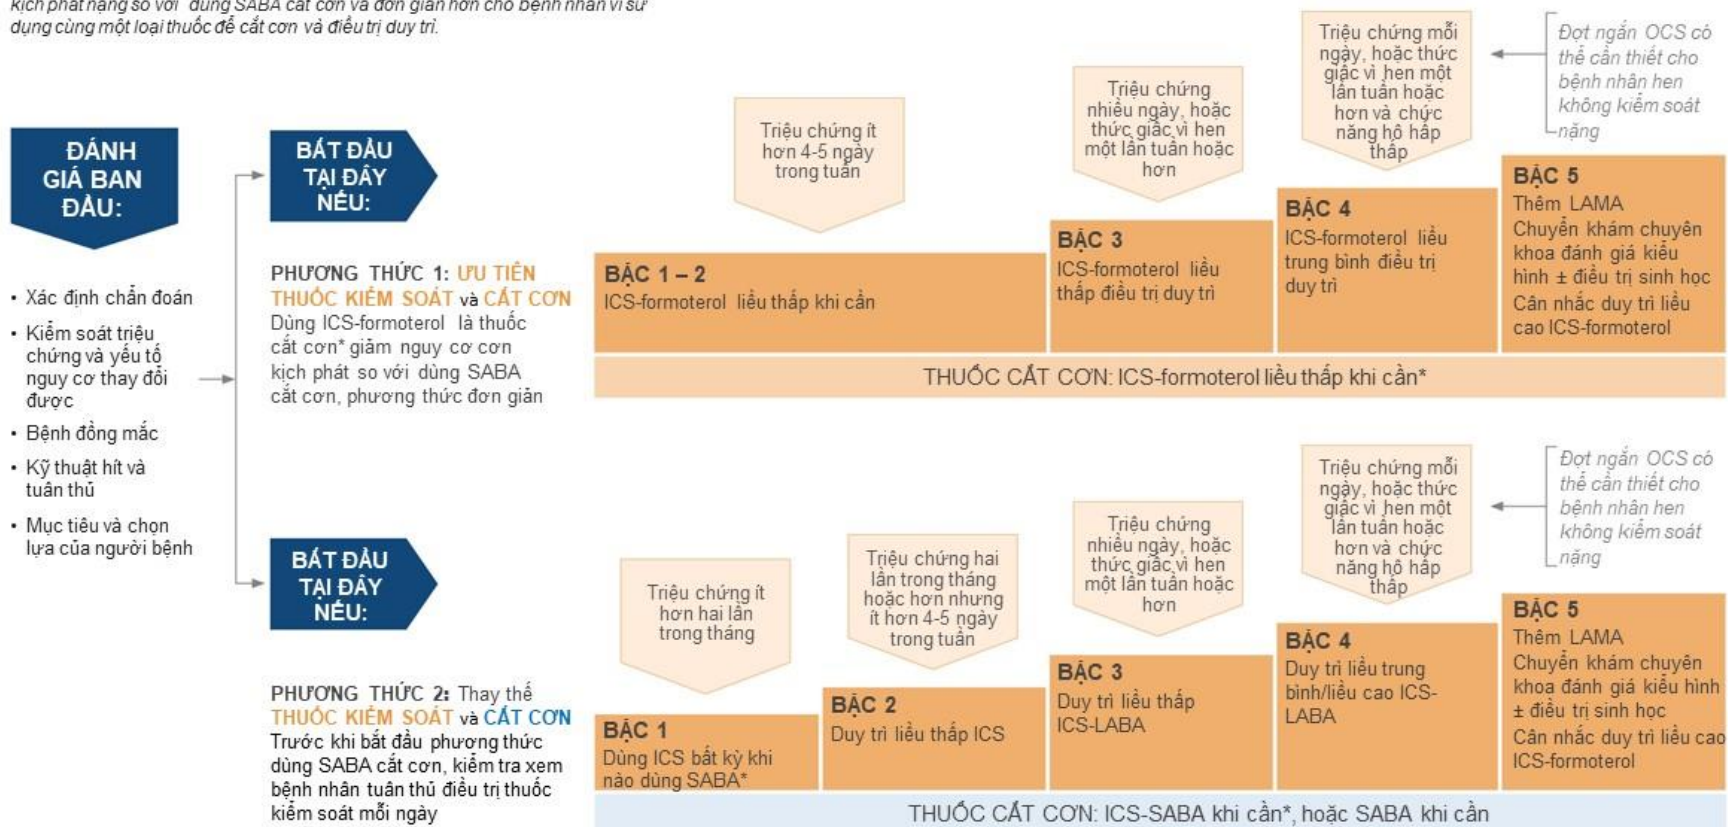 kịch phát nặng so với dùng SABA cắt cơn và đơn giản hơn cho bệnh nhân vì sử
dụng cùng một loại thuốc để cắt cơn và điều trị duy trì.
ĐÁNH
GIÁ BAN
ĐẦU:
• Xác định chẩn đoán
• Kiểm soát triệu
chứng và yếu tố
nguy cơ thay đổi
được
• Bệnh đồng mắc
• Kỹ thuật hít và
tuân thủ
• Mục tiêu và chọn
lựa của người bệnh
BẮT ĐẦU
TẠI ĐÂY
NẾU:
PHƯƠNG THỨC 1: ƯU TIÊN
THUỐC KIỂM SOÁT và CẮT CƠN
Dùng ICS-formoterol là thuốc
cắt cơn* giảm nguy cơ cơn
kịch phát so với dùng SABA
cắt cơn, phương thức đơn giản
Triệu chứng ít
hơn 4-5 ngày
trong tuần
Triệu chứng
nhiều ngày, hoặc
thức giấc vì hen
một lần tuần hoặc
hơn
Triệu chứng mỗi
ngày, hoặc thức
giấc vì hen một
lần tuần hoặc
hơn và chức
năng hô hấp
thấp
Đợt ngắn OCS có
thể cần thiết cho
bệnh nhân hen
không kiểm soát
nặng
BẬC 1 – 2
ICS-formoterol liều thấp khi cần
BẬC 3
ICS-formoterol liều
thấp điều trị duy trì
BẬC 4
ICS-formoterol liều
trung bình điều trị
duy trì
BẬC 5
Thêm LAMA
Chuyển khám chuyên
khoa đánh giá kiểu
hình ± điều trị sinh học
Cân nhắc duy trì liều
cao ICS-formoterol
THUỐC CẮT CƠN: ICS-formoterol liều thấp khi cần*
BẮT ĐẦU
TẠI ĐÂY
NẾU:
PHƯƠNG THỨC 2: Thay thế
THUỐC KIỂM SOÁT và CẮT CƠN
Trước khi bắt đầu phương thức
dùng SABA cắt cơn, kiểm tra xem
bệnh nhân tuân thủ điều trị thuốc
kiểm soát mỗi ngày
Triệu chứng ít
hơn hai lần
trong tháng
Triệu chứng hai
lần trong tháng
hoặc hơn nhưng
ít hơn 4-5 ngày
trong tuần
Triệu chứng
nhiều ngày, hoặc
thức giấc vì hen
một lần tuần hoặc
hơn
Triệu chứng mỗi
ngày, hoặc thức
giấc vì hen một
lần tuần hoặc
hơn và chức
năng hô hấp
thấp
Đợt ngắn OCS có
thể cần thiết cho
bệnh nhân hen
không kiểm soát
nặng
BẬC 1
Dùng ICS bất kỳ khi
nào dùng SABA*
BẬC 2
Duy trì liều thấp ICS
BẬC 3
Duy trì liều thấp
ICS-LABA
BẬC 4
Duy trì liều trung
bình/liều cao ICS-
LABA
BẬC 5
Thêm LAMA
Chuyển khám chuyên
khoa đánh giá kiểu hình
± điều trị sinh học
Cân nhắc duy trì liều cao
ICS-formoterol
THUỐC CẮT CƠN: ICS-SABA khi cần*, hoặc SABA khi cần